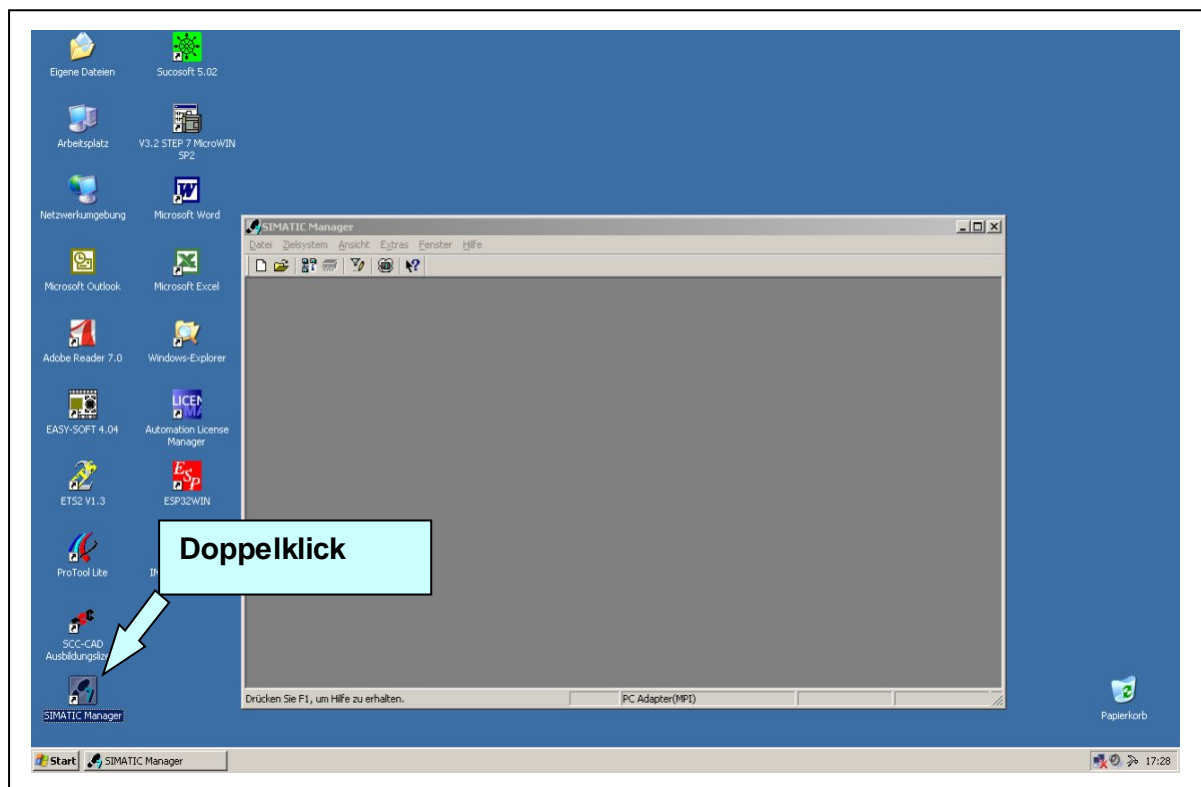 Eigene Dateien
Sucosoft 5.02
Arbeitsplatz
V3.2 STEP 7 MicroWIN
SP2
Netzwerkumgebung
Microsoft Word
Microsoft Outlook
Microsoft Excel
Adobe Reader 7.0
Windows-Explorer
LICEN
MA
EASY-SOFT 4.04
Automation License
Manager
ESP
ETS2 V1.3
ESP32WIN
ProTool Lite
SCC-CAD
SIMATIC Manager
SIMATIC Manager
Datei Zielsystem Ansicht Extras Fenster Hilfe
Drücken Sie F1, um Hilfe zu erhalten.
PC Adapter(MPI)
Doppelklick
Papierkorb
Start
SIMATIC Manager
17:28